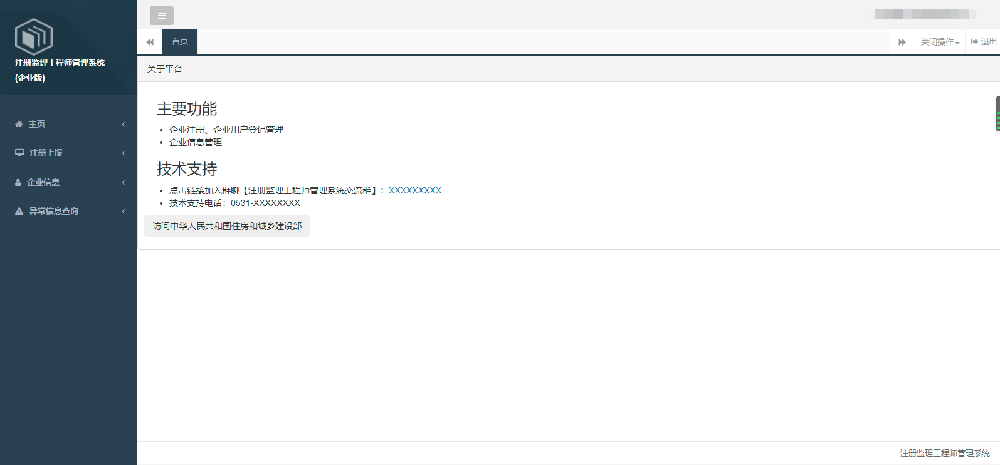 注册监理工程师管理系统
(企业版)
主页
注册上报
企业信息
异常信息查询
首页
关闭操作
退出
关于平台
主要功能
企业注册、企业用户登记管理
企业信息管理
技术支持
点击链接加入群聊【注册监理工程师管理系统交流群】：XXXXXXXXX
技术支持电话：0531-XXXXXXXX
访问中华人民共和国住房和城乡建设部
注册监理工程师管理系统